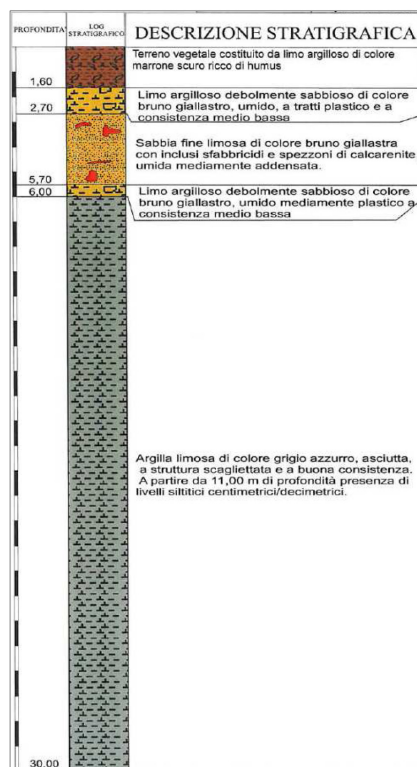 PROFONDITA' LOG STRATIGRAFICO DESCRIZIONE STRATIGRAFICA
Terreno vegetale costituito da limo argilloso di colore
marrone scuro ricco di humus
1,60
Limo argilloso debolmente sabbioso di colore
bruno giallastro, umido, a tratti plastico e a
consistenza medio bassa
2,70
Sabbia fine limosa di colore bruno giallastra
con inclusi sfabbricidi e spezzoni di calcarenite
umida mediamente addensata.
5,70
6,00
Limo argilloso debolmente sabbioso di colore
bruno giallastro, umido mediamente plastico a
consistenza medio bassa
Argilla limosa di colore grigio azzurro, asciutta,
a struttura scagliettata e a buona consistenza.
A partire da 11,00 m di profondità presenza di
livelli siltitici centimetrici/decimetrici.
30,00